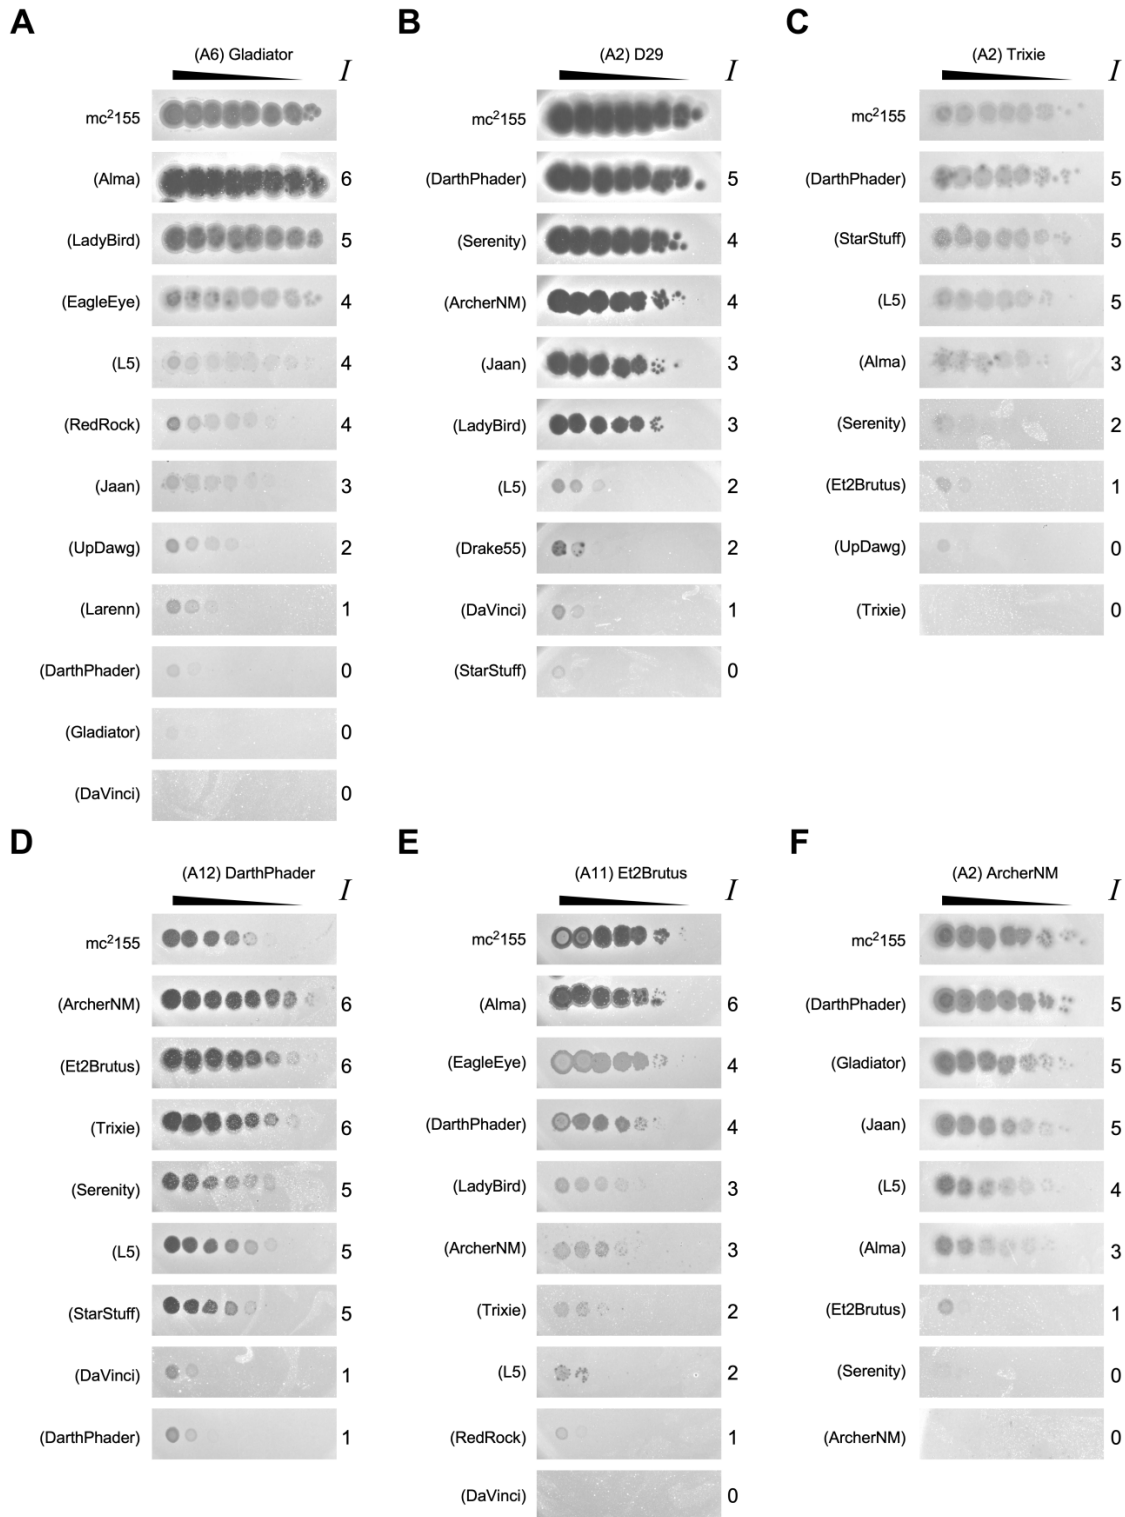 A
(A6) Gladiator
I
mc²155
(Alma) 6
(LadyBird) 5
(EagleEye) 4
(L5) 4
(RedRock) 4
(Jaan) 3
(UpDawg) 2
(Larenn) 1
(DarthPhader) 0
(Gladiator) 0
(DaVinci) 0
B
(A2) D29
I
mc²155
(DarthPhader) 5
(Serenity) 4
(ArcherNM) 4
(Jaan) 3
(LadyBird) 3
(L5) 2
(Drake55) 2
(DaVinci) 1
(StarStuff) 0
C
(A2) Trixie
I
mc²155
(DarthPhader) 5
(StarStuff) 5
(L5) 5
(Alma) 3
(Serenity) 2
(Et2Brutus) 1
(UpDawg) 0
(Trixie) 0
D
(A12) DarthPhader
I
mc²155
(ArcherNM) 6
(Et2Brutus) 6
(Trixie) 6
(Serenity) 5
(L5) 5
(StarStuff) 5
(DaVinci) 1
(DarthPhader) 1
E
(A11) Et2Brutus
I
mc²155
(Alma) 6
(EagleEye) 4
(DarthPhader) 4
(LadyBird) 3
(ArcherNM) 3
(Trixie) 2
(L5) 2
(RedRock) 1
(DaVinci) 0
F
(A2) ArcherNM
I
mc²155
(DarthPhader) 5
(Gladiator) 5
(Jaan) 5
(L5) 4
(Alma) 3
(Et2Brutus) 1
(Serenity) 0
(ArcherNM) 0